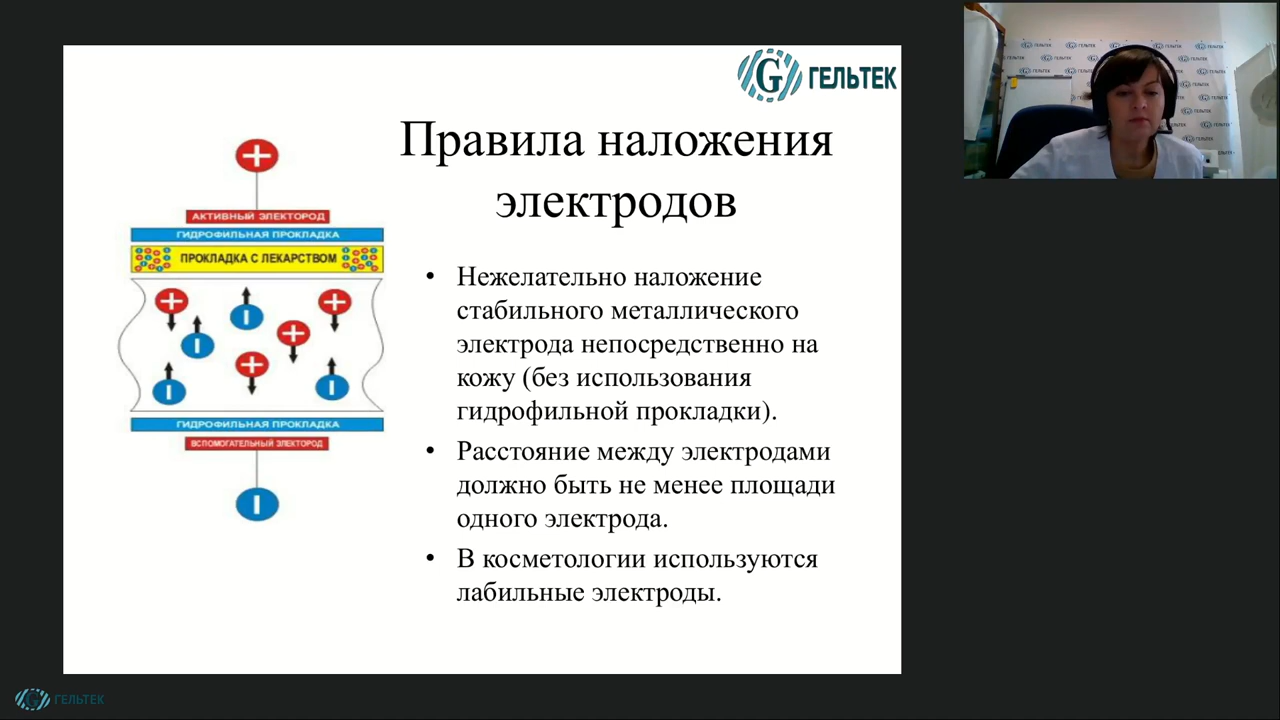 ГЕЛЬТЕК
Правила наложения
электродов
АКТИВНЫЙ ЭЛЕКТОРОД
ГИДРОФИЛЬНАЯ ПРОКЛАДКА
ПРОКЛАДКА С ЛЕКАРСТВОМ
ГИДРОФИЛЬНАЯ ПРОКЛАДКА
ВСПОМОГАТЕЛЬНЫЙ ЭЛЕКТОРОД
• Нежелательно наложение
стабильного металлического
электрода непосредственно на
кожу (без использования
гидрофильной прокладки).
• Расстояние между электродами
должно быть не менее площади
одного электрода.
• В косметологии используются
лабильные электроды.
ГЕЛЬТЕК